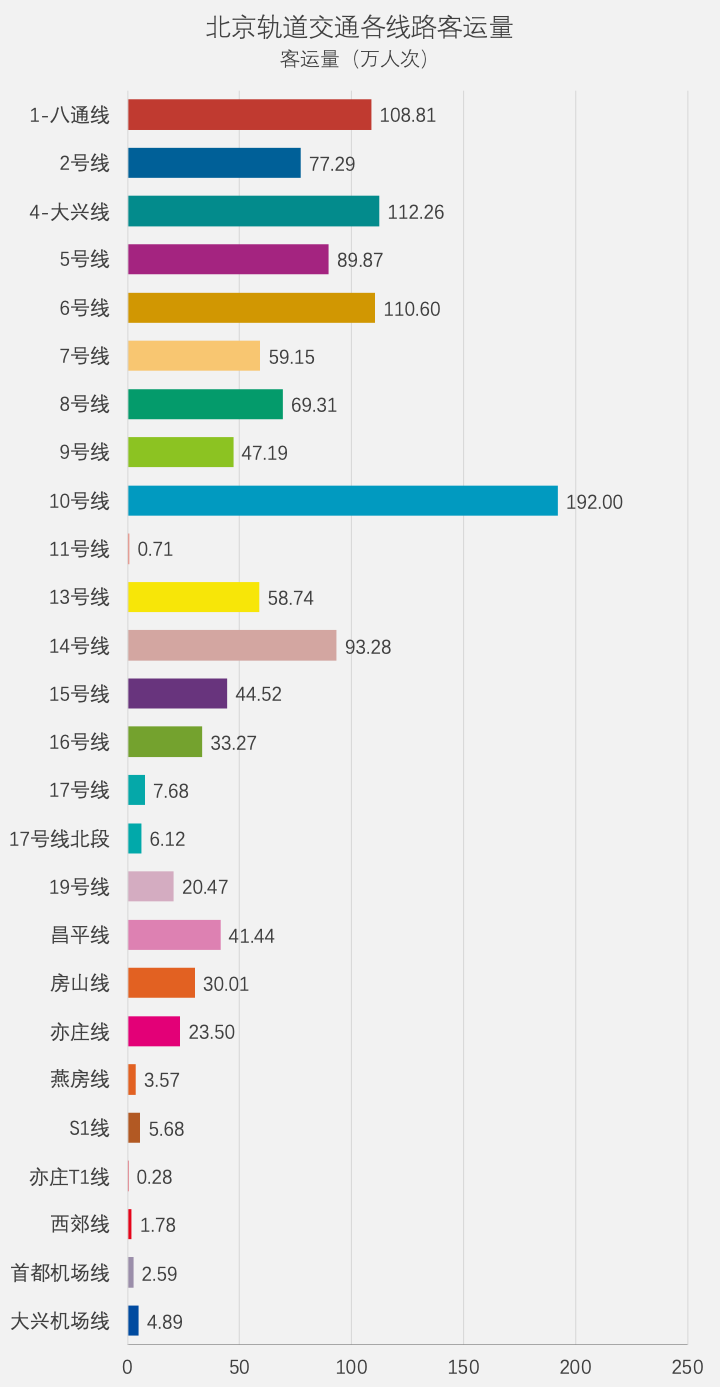 北京轨道交通各线路客运量
客运量（万人次）
1-八通线 108.81
2号线 77.29
4-大兴线 112.26
5号线 89.87
6号线 110.60
7号线 59.15
8号线 69.31
9号线 47.19
10号线 192.00
11号线 0.71
13号线 58.74
14号线 93.28
15号线 44.52
16号线 33.27
17号线 7.68
17号线北段 6.12
19号线 20.47
昌平线 41.44
房山线 30.01
亦庄线 23.50
燕房线 3.57
S1线 5.68
亦庄T1线 0.28
西郊线 1.78
首都机场线 2.59
大兴机场线 4.89
0 50 100 150 200 250